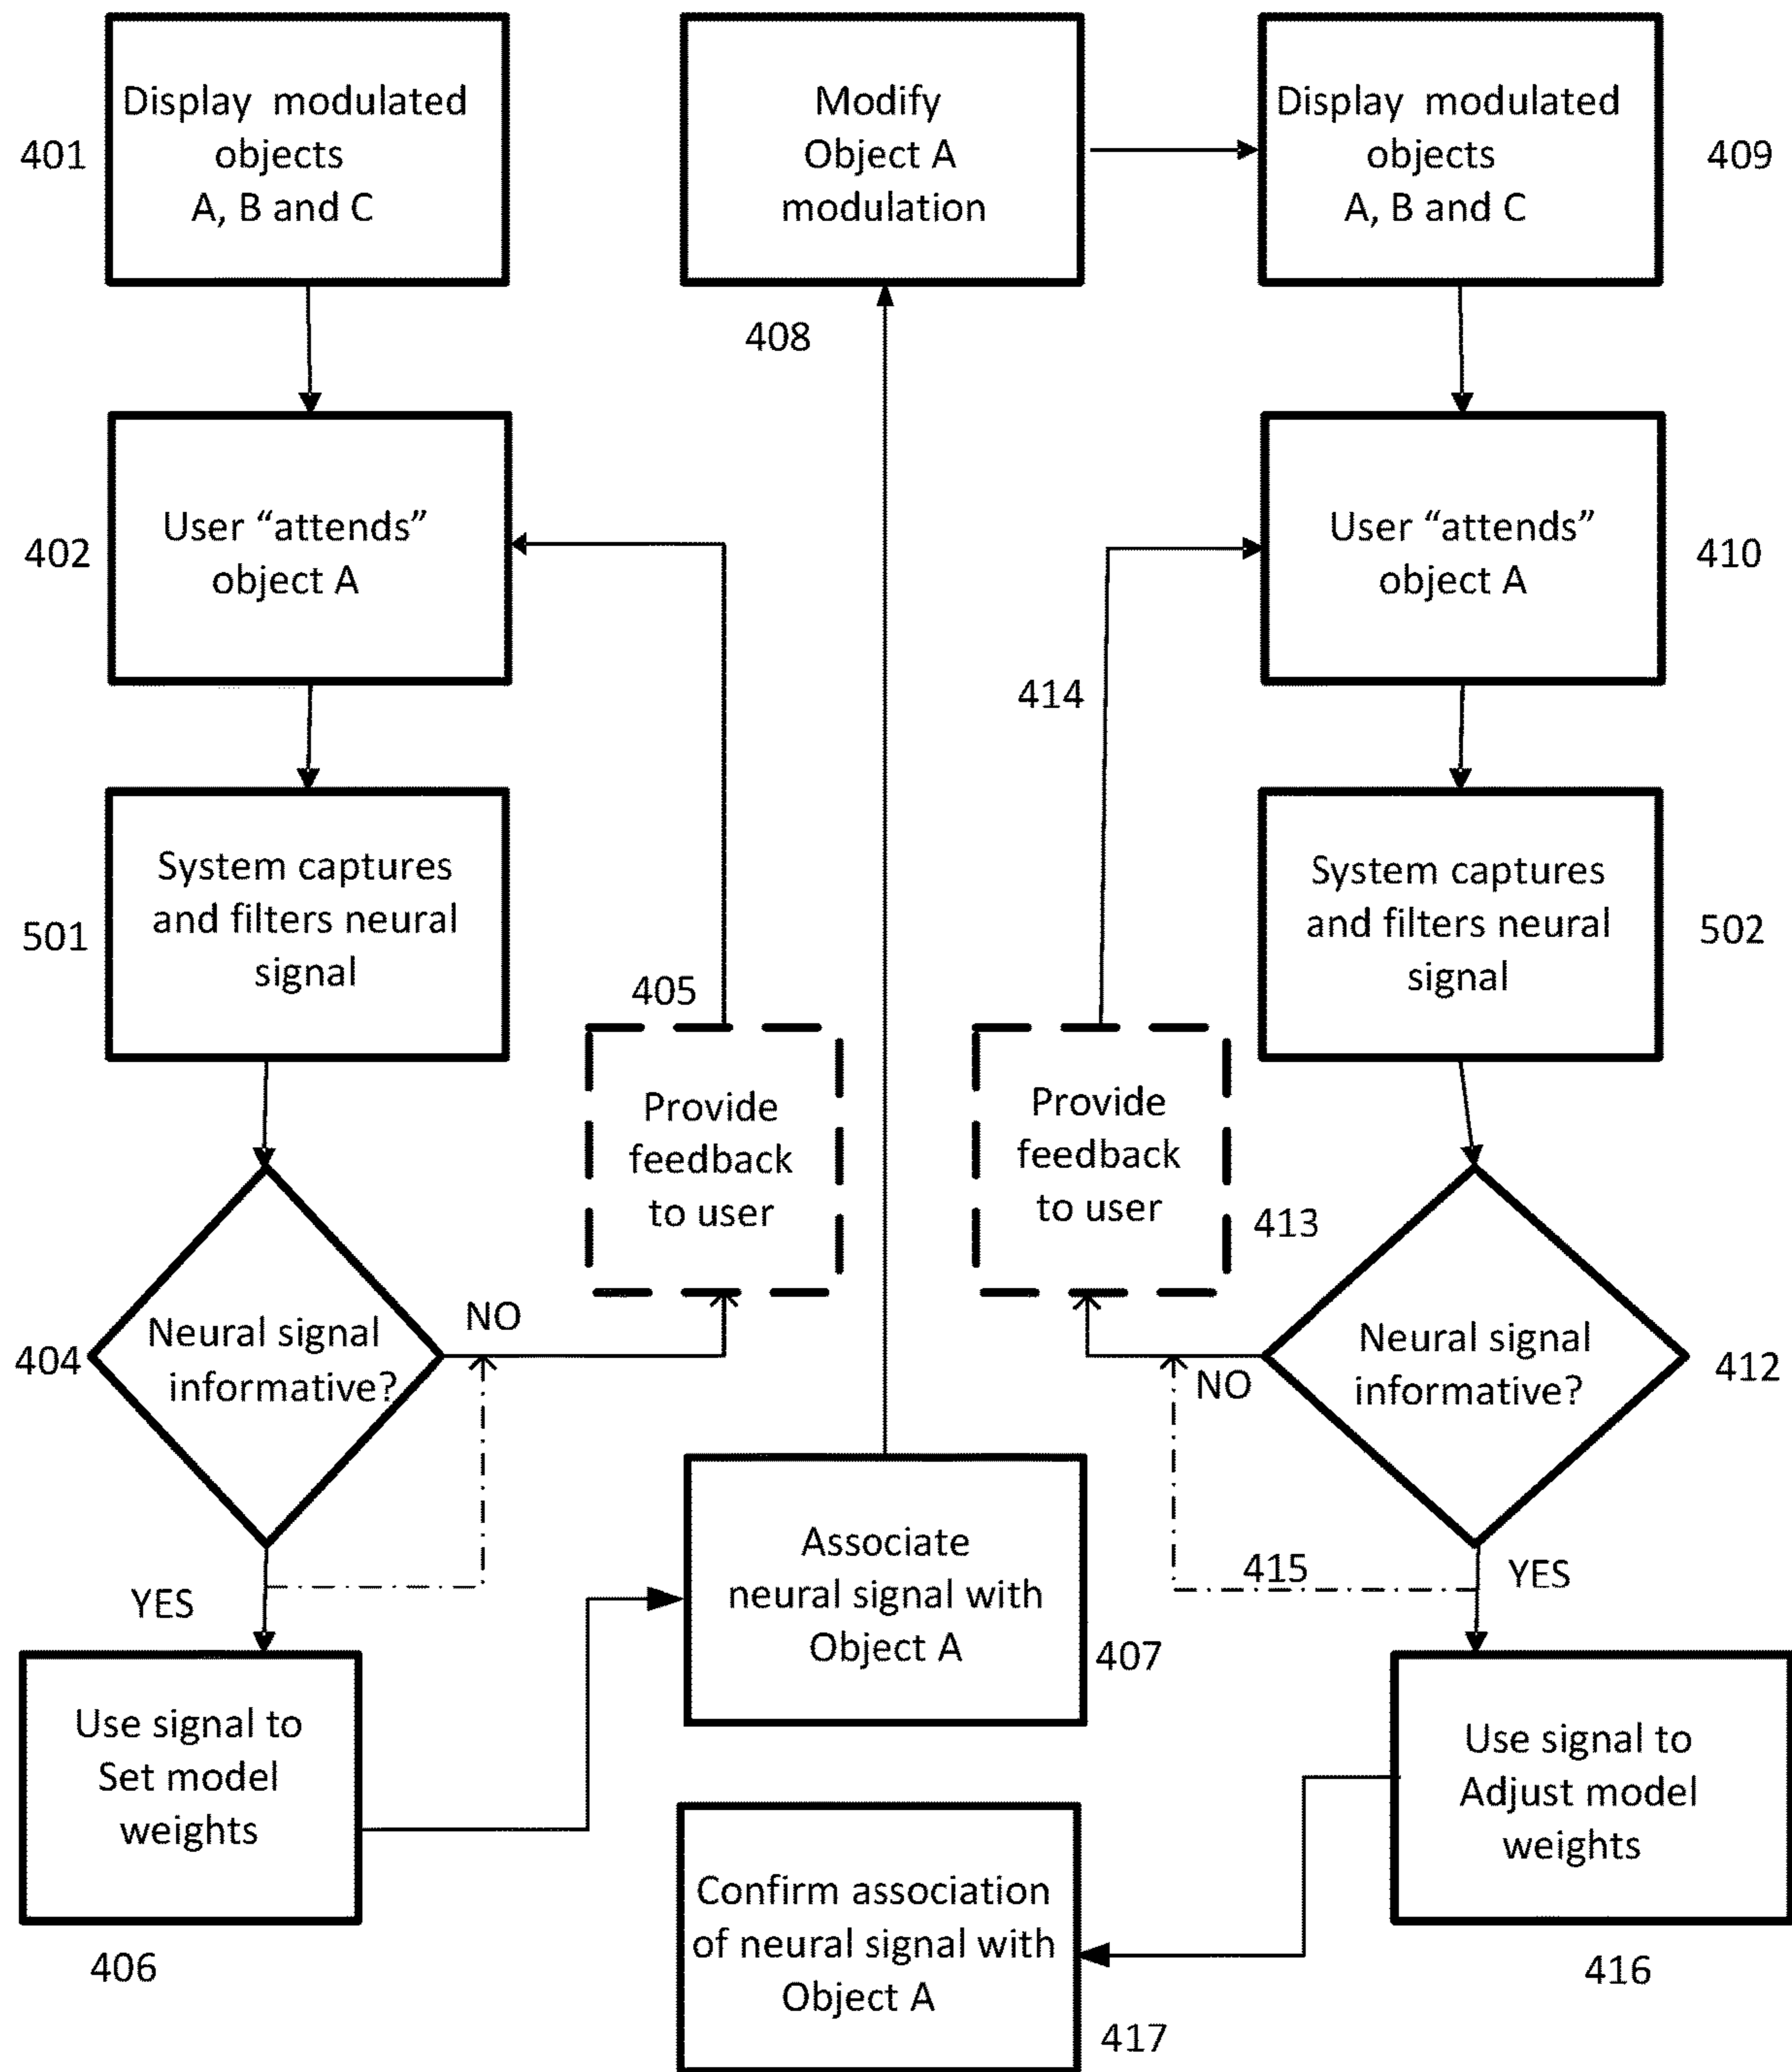 401
Display modulated
objects
A, B and C
402
User “attends”
object A
501
System captures
and filters neural
signal
404
Neural signal
informative?
NO
YES
405
Provide
feedback
to user
Use signal to
Set model
weights
406
Associate
neural signal with
Object A
407
Modify
Object A
modulation
408
Display modulated
objects
A, B and C
409
User “attends”
object A
410
414
System captures
and filters neural
signal
502
Provide
feedback
to user
413
Neural signal
informative?
412
NO
415
YES
Use signal to
Adjust model
weights
416
Confirm association
of neural signal with
Object A
417